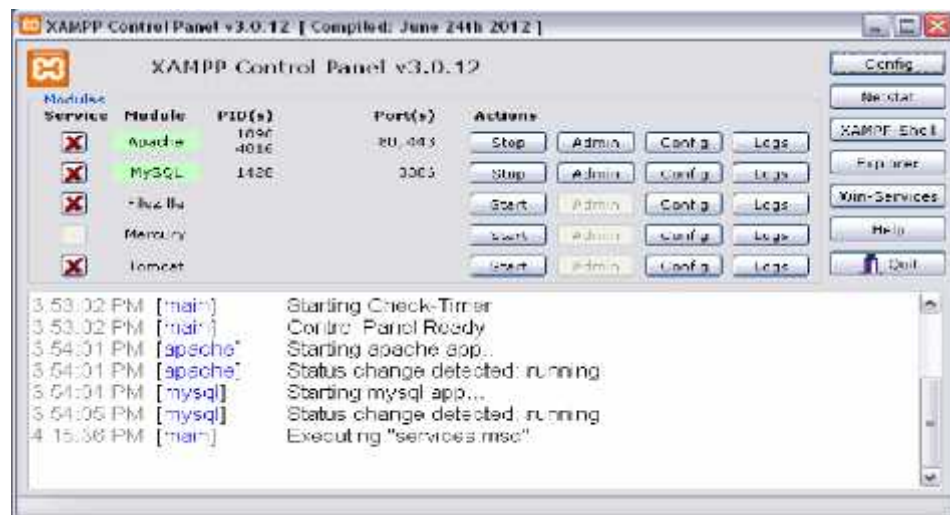 XAMPP Control Panel v3.0.12 [ Compiled: June 24th 2012 ]
XAMPP Control Panel v3.0.12
Config
Netstat
XAMPP Shell
Explorer
Win-Services
Help
Quit
Modules
Service Module PID(s) Port(s) Actions
Apache 4016 80, 443 Stop Admin Config Logs
MySQL Stop Admin Config Logs
Filezilla Start Admin Config Logs
Mercury Start Admin Config Logs
Tomcat Start Admin Config Logs
3:53:02 PM [main] Starting Check-Timer
3:53:02 PM [main] Control Panel Ready
3:54:01 PM [apache] Starting apache app...
3:54:01 PM [apache] Status change detected: running
3:54:04 PM [mysql] Starting mysql app...
3:54:05 PM [mysql] Status change detected: running
4:15:36 PM [main] Executing "services.msc"